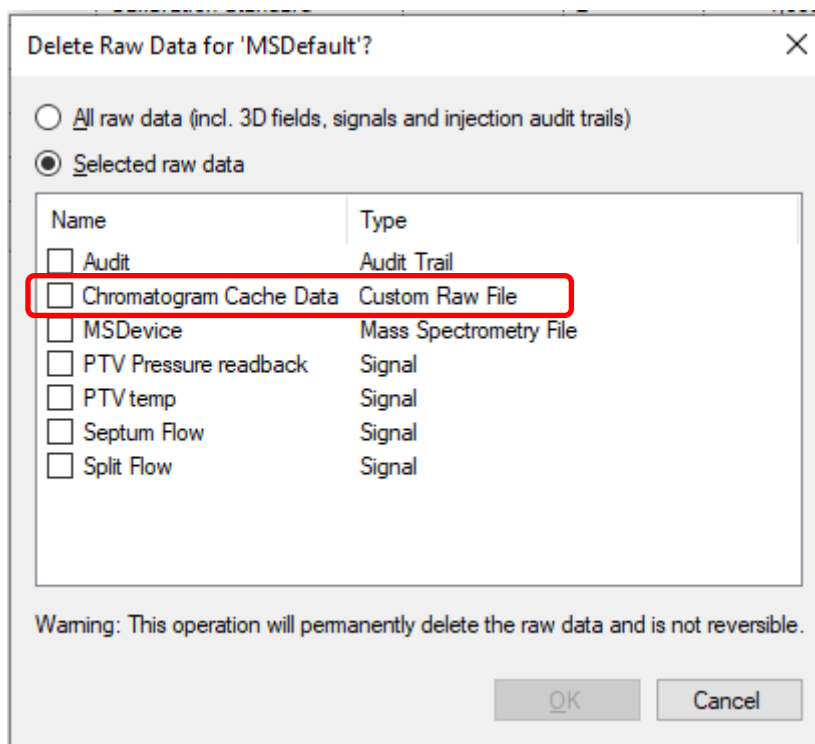 Delete Raw Data for 'MSDefault'?
All raw data (incl. 3D fields, signals and injection audit trails)
Selected raw data
Name Type
Audit Audit Trail
Chromatogram Cache Data Custom Raw File
MSDevice Mass Spectrometry File
PTV Pressure readback Signal
PTV temp Signal
Septum Flow Signal
Split Flow Signal
Warning: This operation will permanently delete the raw data and is not reversible.
OK Cancel